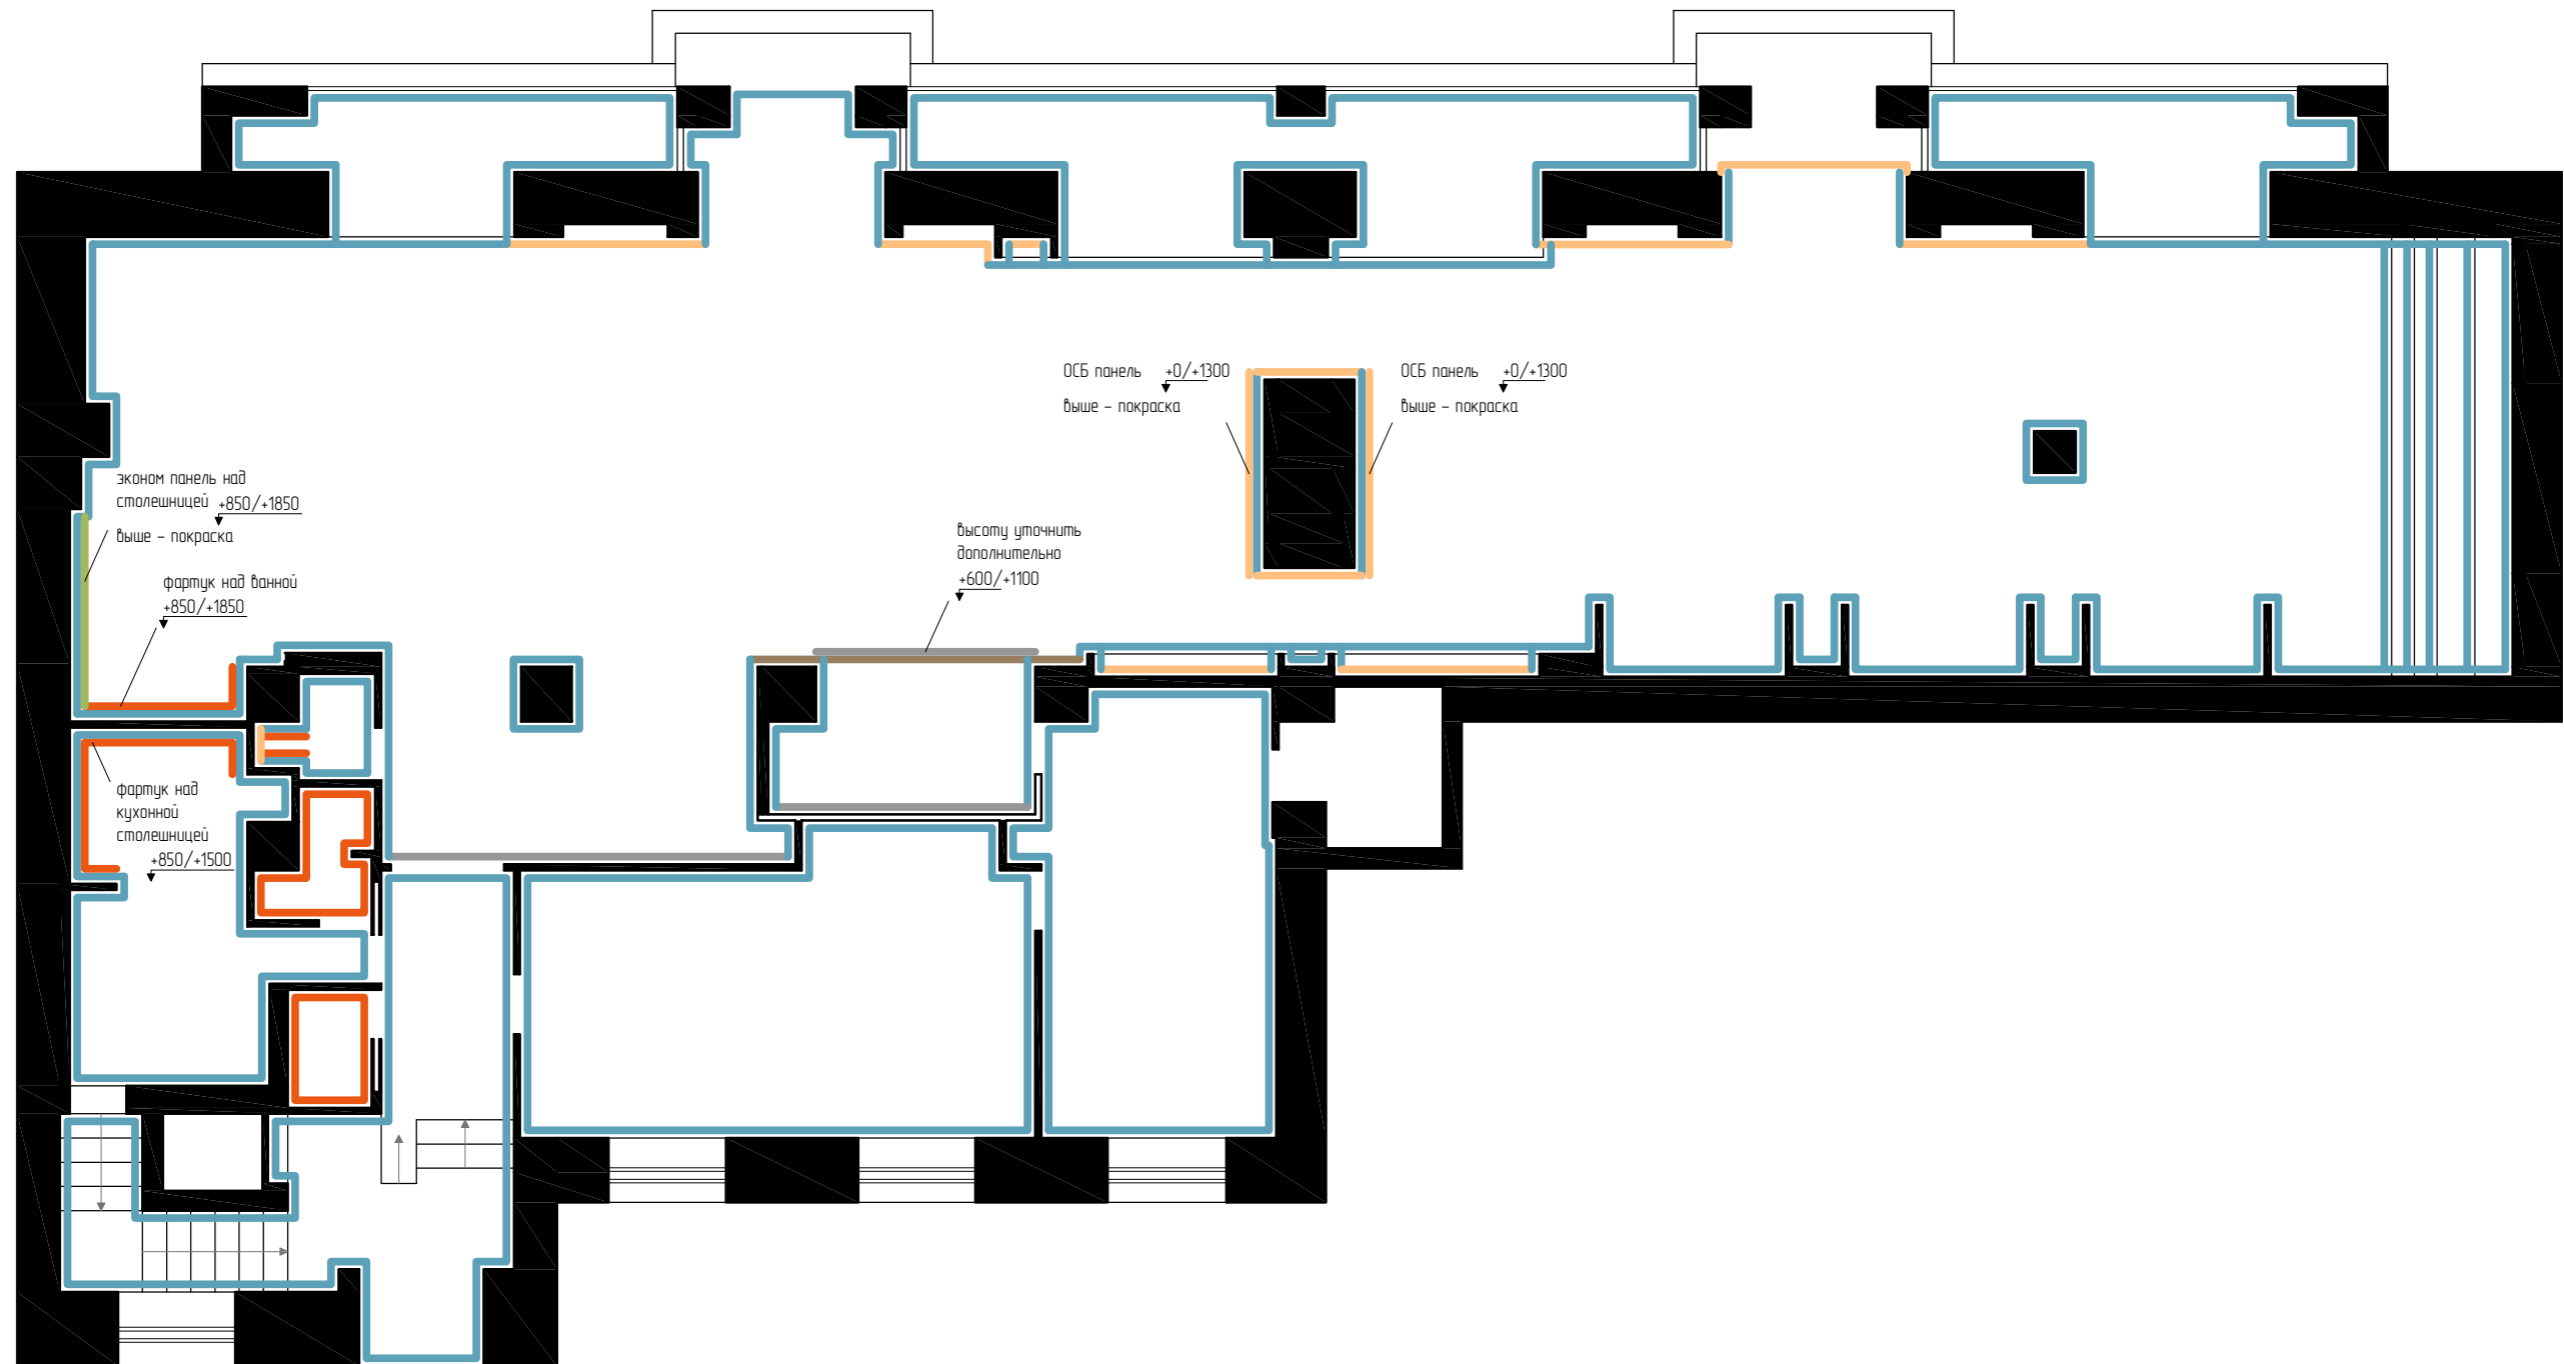 ОСБ панель +0/+1300
выше – покраска
ОСБ панель +0/+1300
выше – покраска
эконом панель над
столешницей +850/+1850
выше – покраска
высоту уточнить
дополнительно
+600/+1100
фартук над ванной
+850/+1850
фартук над
кухонной
столешницей
+850/+1500